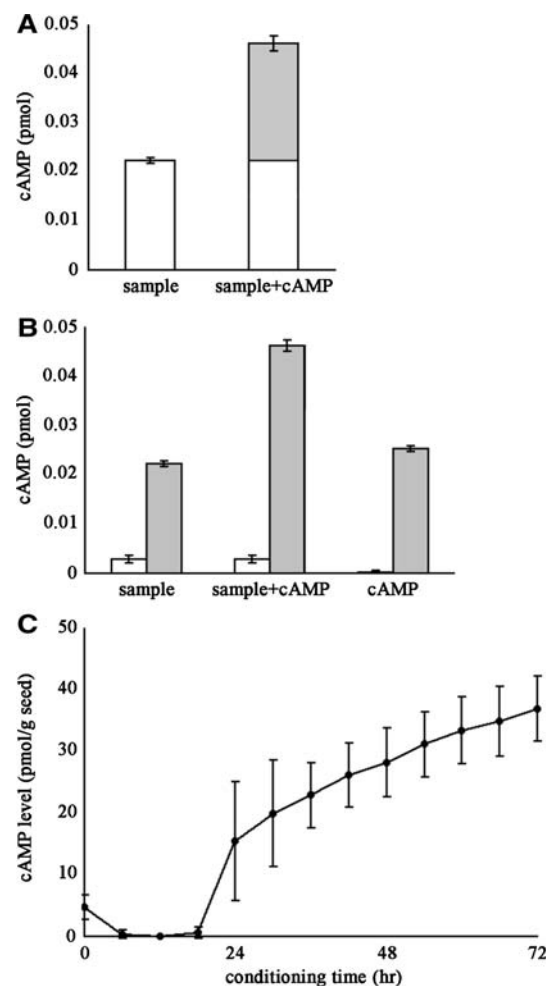 A
cAMP (pmol)
0.05
0.04
0.03
0.02
0.01
0
sample
sample+cAMP
B
cAMP (pmol)
0.05
0.04
0.03
0.02
0.01
0
sample
sample+cAMP
cAMP
C
cAMP level (pmol/g seed)
50
40
30
20
10
0
0
24
48
72
conditioning time (hr)